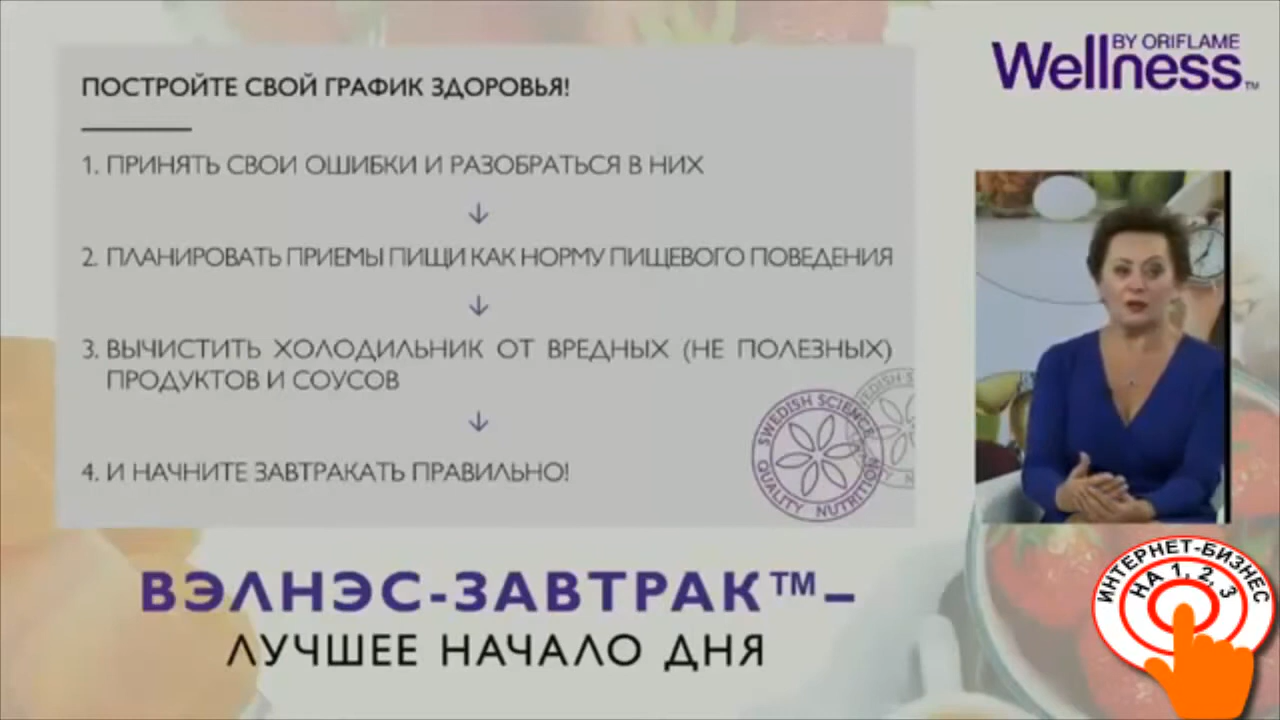 ПОСТРОЙТЕ СВОЙ ГРАФИК ЗДОРОВЬЯ!
1. ПРИНЯТЬ СВОИ ОШИБКИ И РАЗОБРАТЬСЯ В НИХ
2. ПЛАНИРОВАТЬ ПРИЕМЫ ПИЩИ КАК НОРМУ ПИЩЕВОГО ПОВЕДЕНИЯ
3. ВЫЧИСТИТЬ ХОЛОДИЛЬНИК ОТ ВРЕДНЫХ (НЕ ПОЛЕЗНЫХ)
ПРОДУКТОВ И СОУСОВ
4. И НАЧНИТЕ ЗАВТРАКАТЬ ПРАВИЛЬНО!
SWEDISH SCIENCE
QUALITY NUTRITION
ВЭЛНЭС-ЗАВТРАК™–
ЛУЧШЕЕ НАЧАЛО ДНЯ
BY ORIFLAME
Wellness™
ИНТЕРНЕТ-БИЗНЕС
НА 1, 2, 3